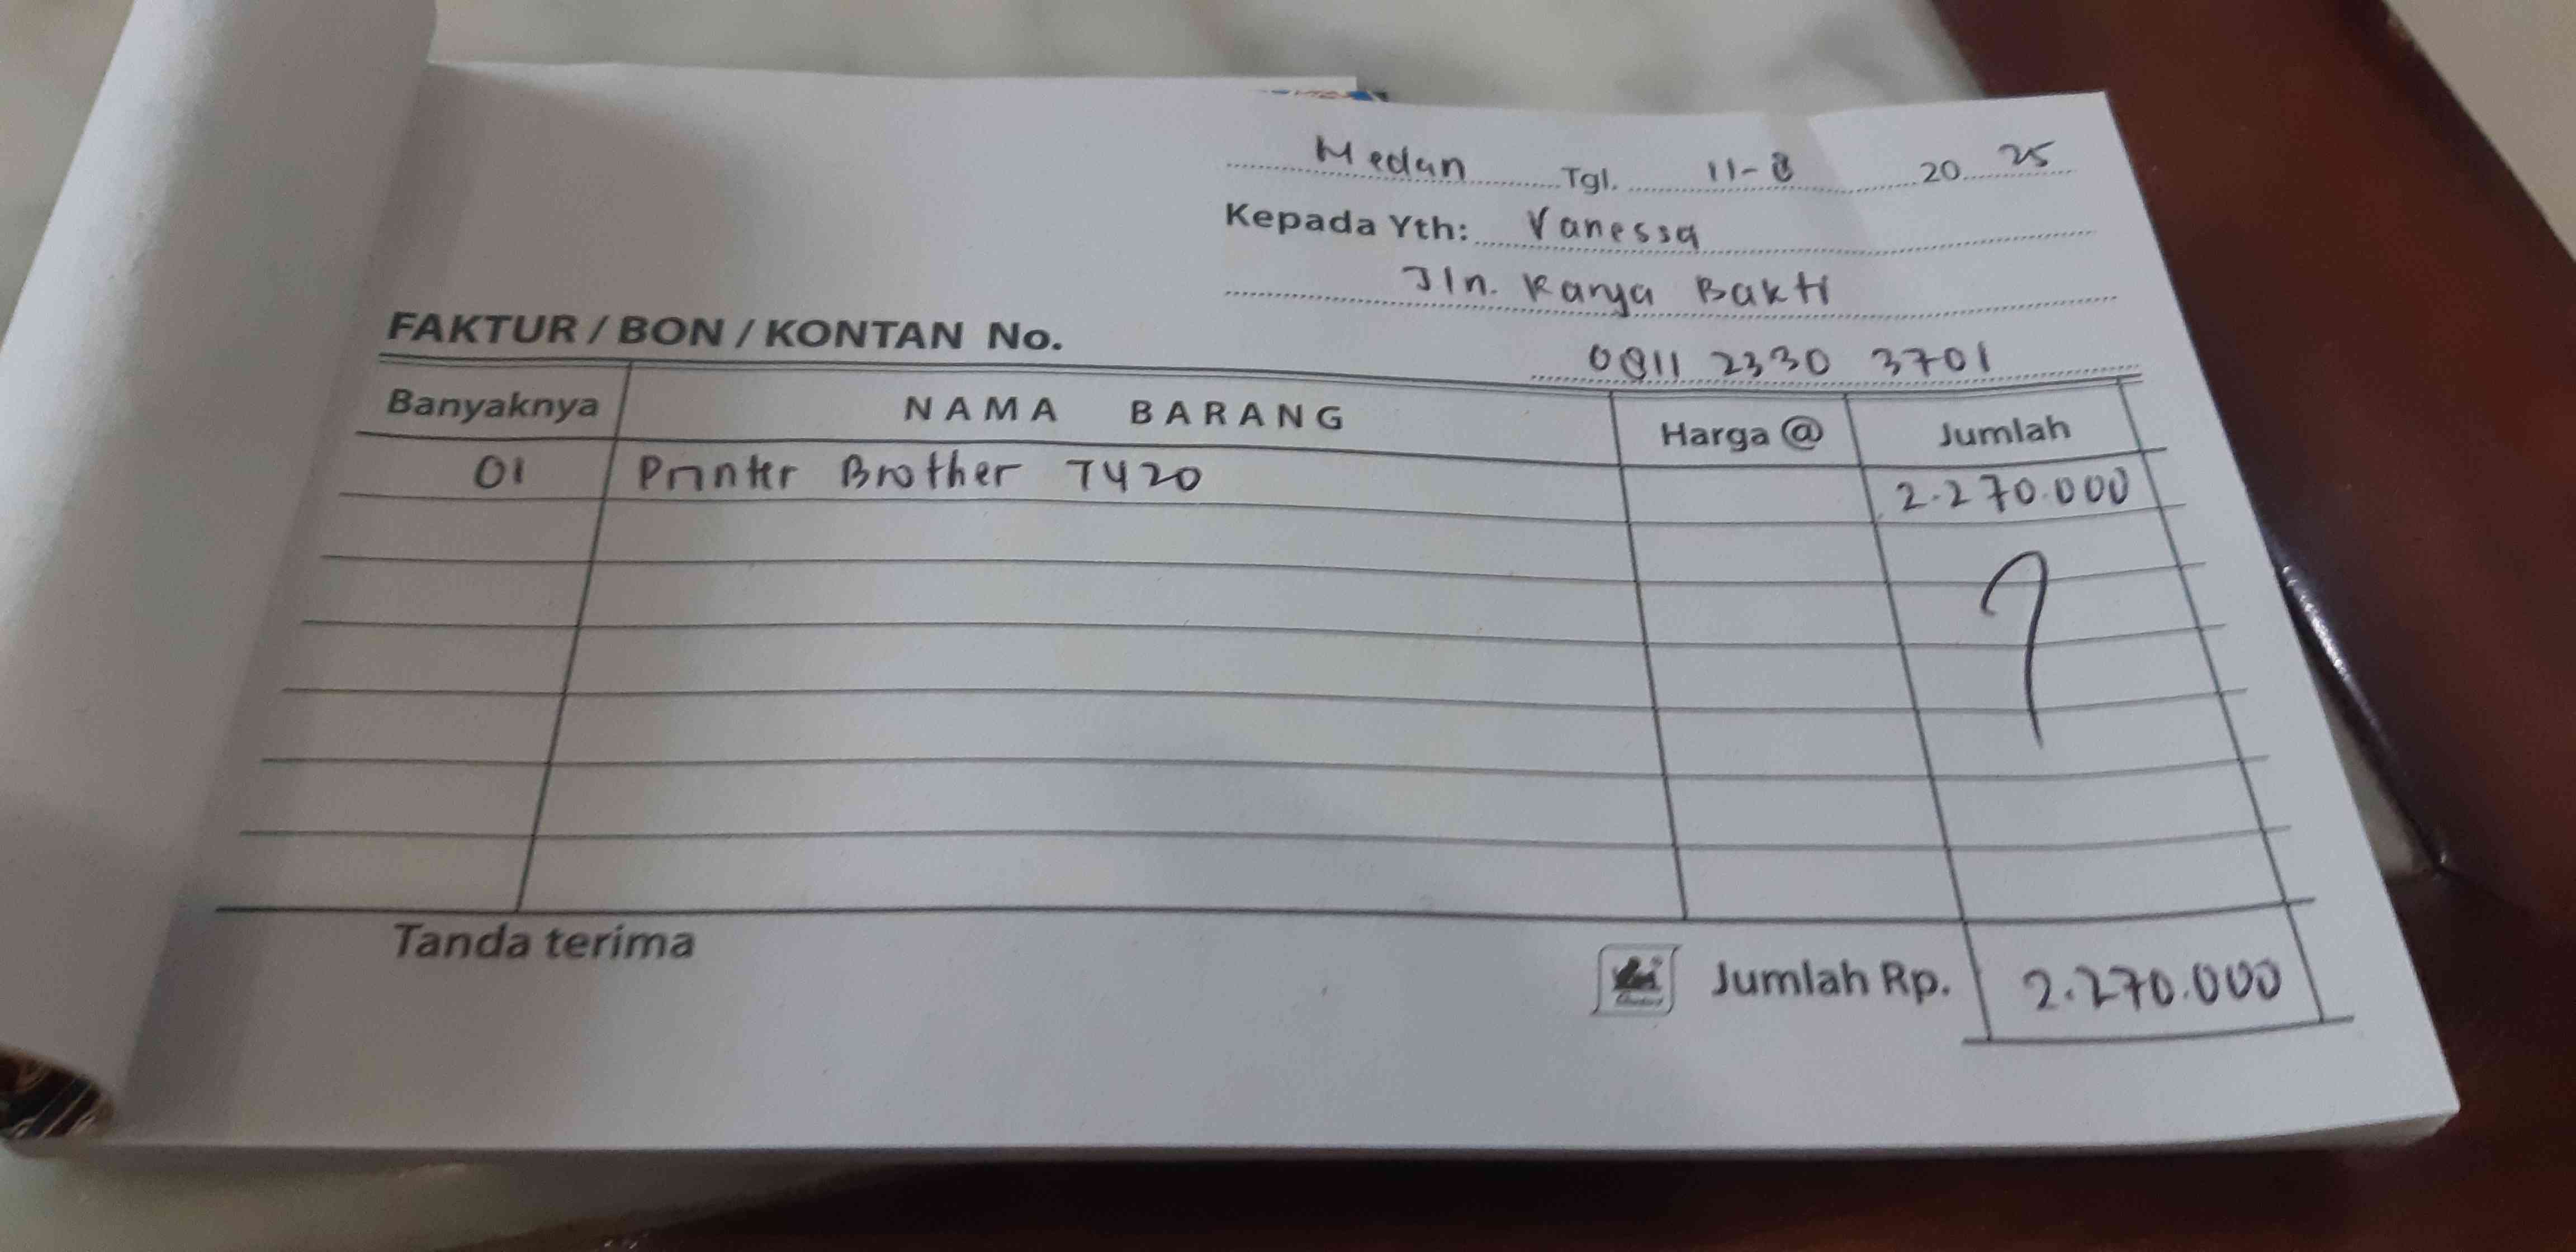 Medan Tgl. 11-8 20 25
Kepada Yth: Vanessa
Jln. Karya Bakti
FAKTUR / BON / KONTAN No.
0811 2330 3701
Banyaknya NAMA BARANG Harga @ Jumlah
01 Printer Brother T420 2.270.000
Tanda terima Jumlah Rp. 2.270.000